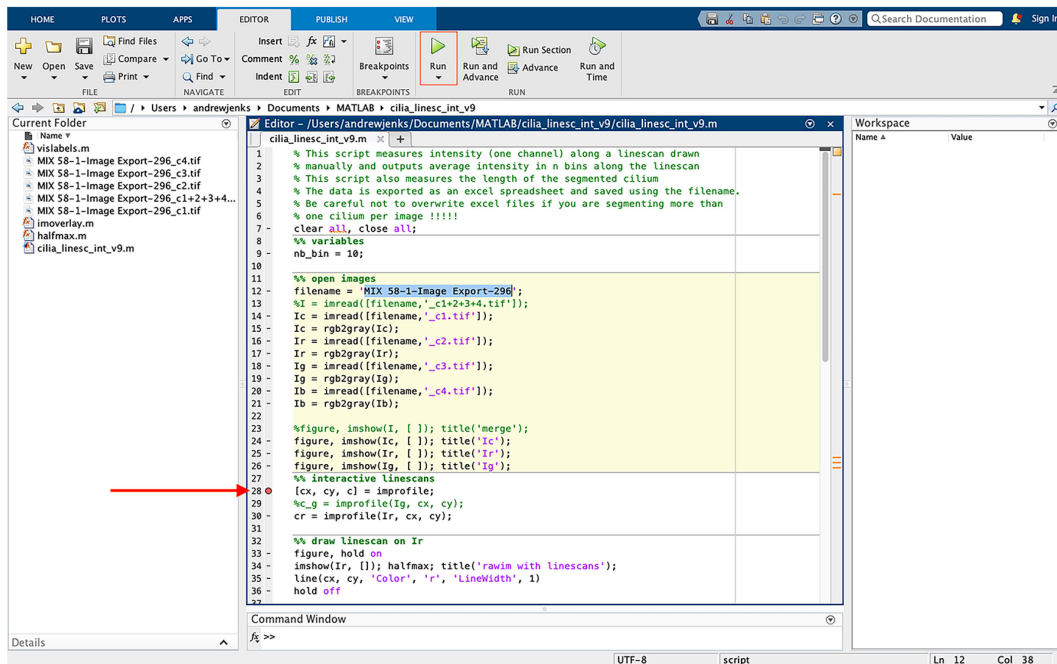 HOME PLOTS APPS EDITOR PUBLISH VIEW Search Documentation Sign In
New Open Save Find Files Compare Print Go To Find Insert fx Comment % Indent Breakpoints Run Run and Advance Run Section Advance Run and Time
FILE NAVIGATE EDIT BREAKPOINTS RUN
/ Users andrewjenks Documents MATLAB cilia_linesc_int_v9
Current Folder
Name
vislabels.m
MIX 58-1-Image Export-296_c4.tif
MIX 58-1-Image Export-296_c3.tif
MIX 58-1-Image Export-296_c2.tif
MIX 58-1-Image Export-296_c1+2+3+4...
MIX 58-1-Image Export-296_c1.tif
imoverlay.m
halfmax.m
cilia_linesc_int_v9.m
Details
Editor - /Users/andrewjenks/Documents/MATLAB/cilia_linesc_int_v9/cilia_linesc_int_v9.m
cilia_linesc_int_v9.m × +
1 % This script measures intensity (one channel) along a linescan drawn
2 % manually and outputs average intensity in n bins along the linescan
3 % This script also measures the length of the segmented cilium
4 % The data is exported as an excel spreadsheet and saved using the filename.
5 % Be careful not to overwrite excel files if you are segmenting more than
6 % one cilium per image !!!!!
7 - clear all, close all;
8 %% variables
9 - nb_bin = 10;
10
11 %% open images
12 - filename = 'MIX 58-1-Image Export-296';
13 %I = imread([filename,'_c1+2+3+4.tif']);
14 - Ic = imread([filename,'_c1.tif']);
15 - Ic = rgb2gray(Ic);
16 - Ir = imread([filename,'_c2.tif']);
17 - Ir = rgb2gray(Ir);
18 - Ig = imread([filename,'_c3.tif']);
19 - Ig = rgb2gray(Ig);
20 - Ib = imread([filename,'_c4.tif']);
21 - Ib = rgb2gray(Ib);
22
23 %figure, imshow(I, [ ]); title('merge');
24 - figure, imshow(Ic, [ ]); title('Ic');
25 - figure, imshow(Ir, [ ]); title('Ir');
26 - figure, imshow(Ig, [ ]); title('Ig');
27 %% interactive linescans
28 [cx, cy, c] = improfile;
29 %c_g = improfile(Ig, cx, cy);
30 - cr = improfile(Ir, cx, cy);
31
32 %% draw linescan on Ir
33 - figure, hold on
34 - imshow(Ir, []); halfmax; title('rawim with linescans');
35 - line(cx, cy, 'Color', 'r', 'LineWidth', 1)
36 - hold off
37
Command Window
fx >>
Workspace
Name Value
UTF-8 script Ln 12 Col 38